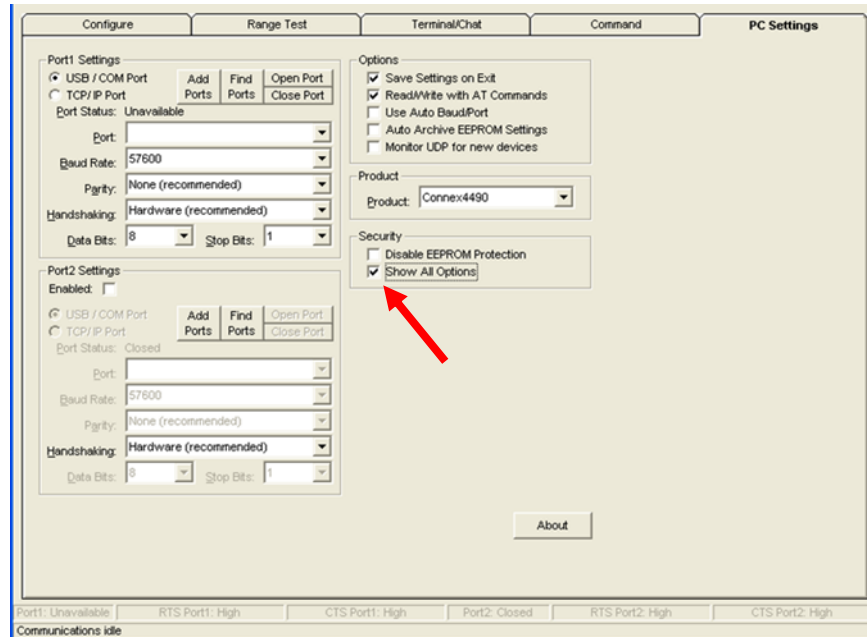 Configure
Range Test
Terminal/Chat
Command
PC Settings
Port1 Settings
USB / COM Port
TCP/IP Port
Add Ports
Find Ports
Open Port
Close Port
Port Status: Unavailable
Port:
Baud Rate: 57600
Parity: None (recommended)
Handshaking: Hardware (recommended)
Data Bits: 8
Stop Bits: 1
Port2 Settings
Enabled:
USB / COM Port
TCP/IP Port
Add Ports
Find Ports
Open Port
Close Port
Port Status: Closed
Port:
Baud Rate: 57600
Parity: None (recommended)
Handshaking: Hardware (recommended)
Data Bits: 8
Stop Bits: 1
Options
Save Settings on Exit
Read/Write with AT Commands
Use Auto Baud/Port
Auto Archive EEPROM Settings
Monitor UDP for new devices
Product
Product: Connex4490
Security
Disable EEPROM Protection
Show All Options
About
Port1: Unavailable
RTS Port1: High
CTS Port1: High
Port2: Closed
RTS Port2: High
CTS Port2: High
Communications idle